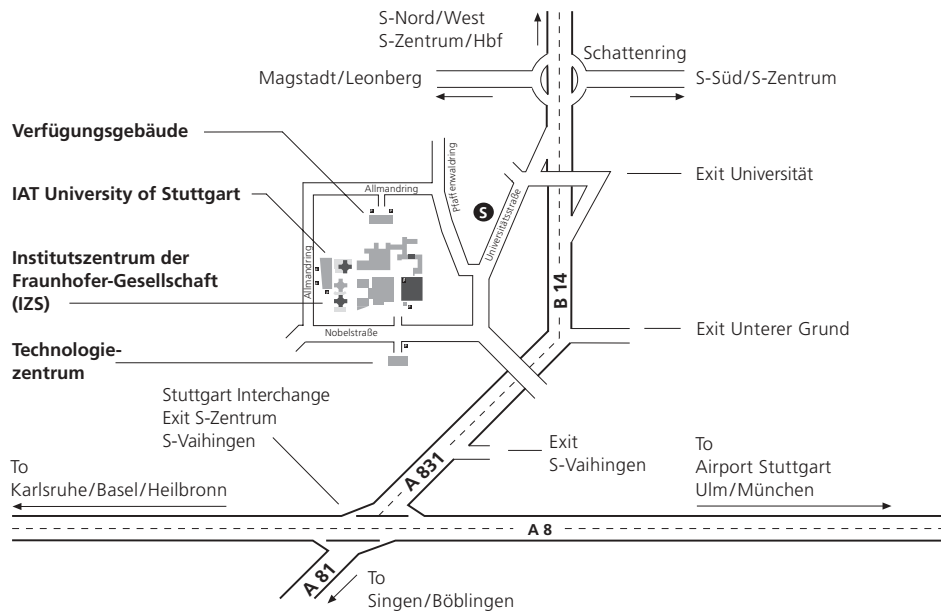 S-Nord/West
S-Zentrum/Hbf
Schattenring
Magstadt/Leonberg
S-Süd/S-Zentrum
Verfügungsgebäude
Exit Universität
IAT University of Stuttgart
Allmandring
Pfaffenwaldring
S
Universitätsstraße
Institutszentrum der
Fraunhofer-Gesellschaft
(IZS)
Allmandring
B 14
Nobelstraße
Exit Unterer Grund
Technologie-
zentrum
Stuttgart Interchange
Exit S-Zentrum
S-Vaihingen
Exit
S-Vaihingen
A 831
To
Karlsruhe/Basel/Heilbronn
To
Airport Stuttgart
Ulm/München
A 8
A 81
To
Singen/Böblingen